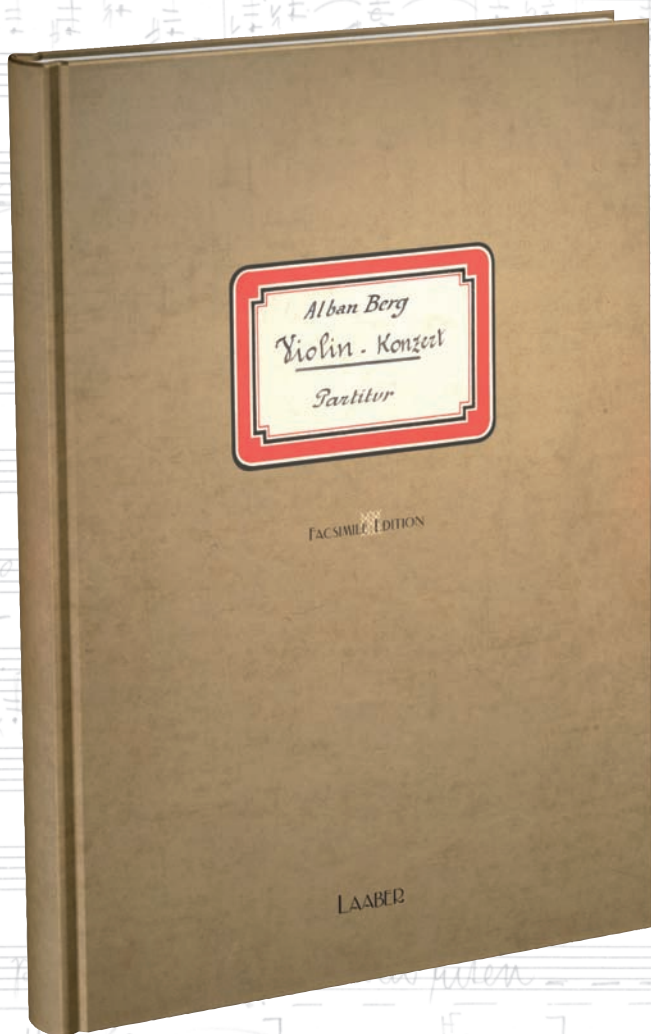 Alban Berg
Violin - Konzert
Partitur
FACSIMILE EDITION
LAABER